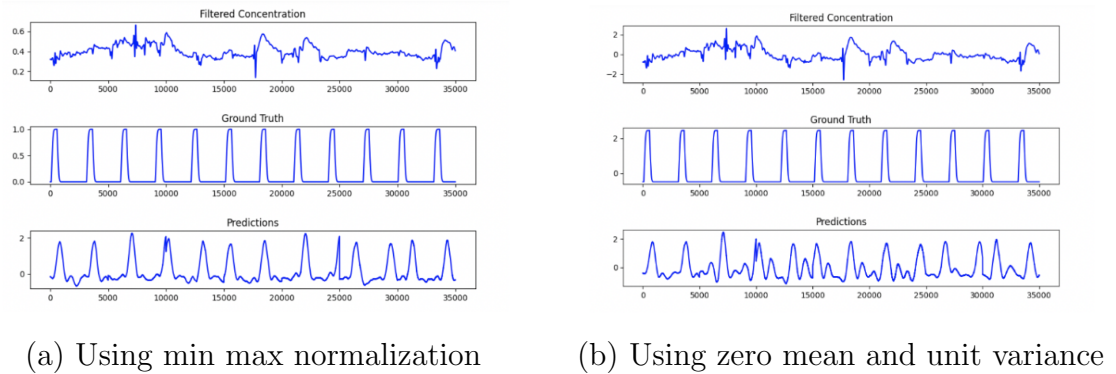 Filtered Concentration
0.6
0.4
0.2
0 5000 10000 15000 20000 25000 30000 35000
Ground Truth
1.0
0.5
0.0
0 5000 10000 15000 20000 25000 30000 35000
Predictions
2
0
0 5000 10000 15000 20000 25000 30000 35000
(a) Using min max normalization
Filtered Concentration
2
0
−2
0 5000 10000 15000 20000 25000 30000 35000
Ground Truth
2
0
0 5000 10000 15000 20000 25000 30000 35000
Predictions
2
0
0 5000 10000 15000 20000 25000 30000 35000
(b) Using zero mean and unit variance